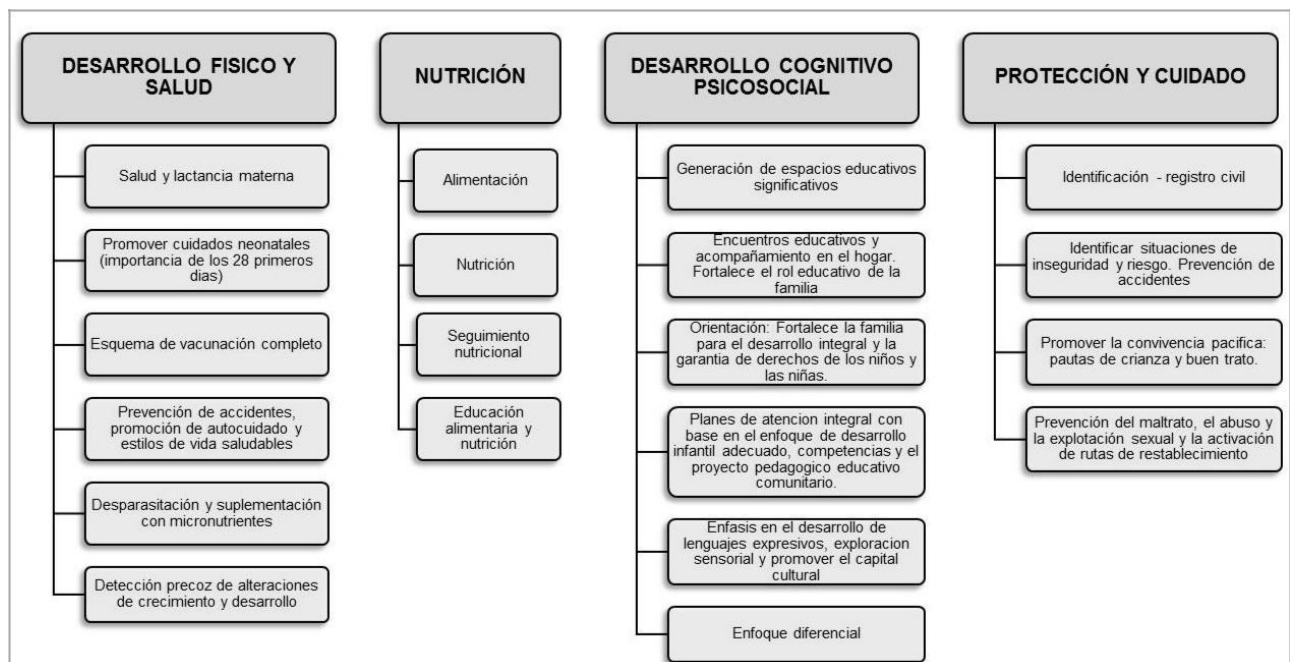 DESARROLLO FISICO Y
SALUD
Salud y lactancia materna
Promover cuidados neonatales
(importancia de los 28 primeros
dias)
Esquema de vacunación completo
Prevención de accidentes,
promoción de autocuidado y
estilos de vida saludables
Desparasitación y suplementación
con micronutrientes
Detección precoz de alteraciones
de crecimiento y desarrollo
NUTRICIÓN
Alimentación
Nutrición
Seguimiento
nutricional
Educación
alimentaria y
nutrición
DESARROLLO COGNITIVO
PSICOSOCIAL
Generación de espacios educativos
significativos
Encuentros educativos y
acompañamiento en el hogar.
Fortalece el rol educativo de la
familia
Orientación: Fortalece la familia
para el desarrollo integral y la
garantia de derechos de los niños y
las niñas.
Planes de atencion integral con
base en el enfoque de desarrollo
infantil adecuado, competencias y el
proyecto pedagogico educativo
comunitario.
Enfasis en el desarrollo de
lenguajes expresivos, exploracion
sensorial y promover el capital
cultural
Enfoque diferencial
PROTECCIÓN Y CUIDADO
Identificación - registro civil
Identificar situaciones de
inseguridad y riesgo. Prevención de
accidentes
Promover la convivencia pacifica:
pautas de crianza y buen trato.
Prevención del maltrato, el abuso y
la explotación sexual y la activación
de rutas de restablecimiento